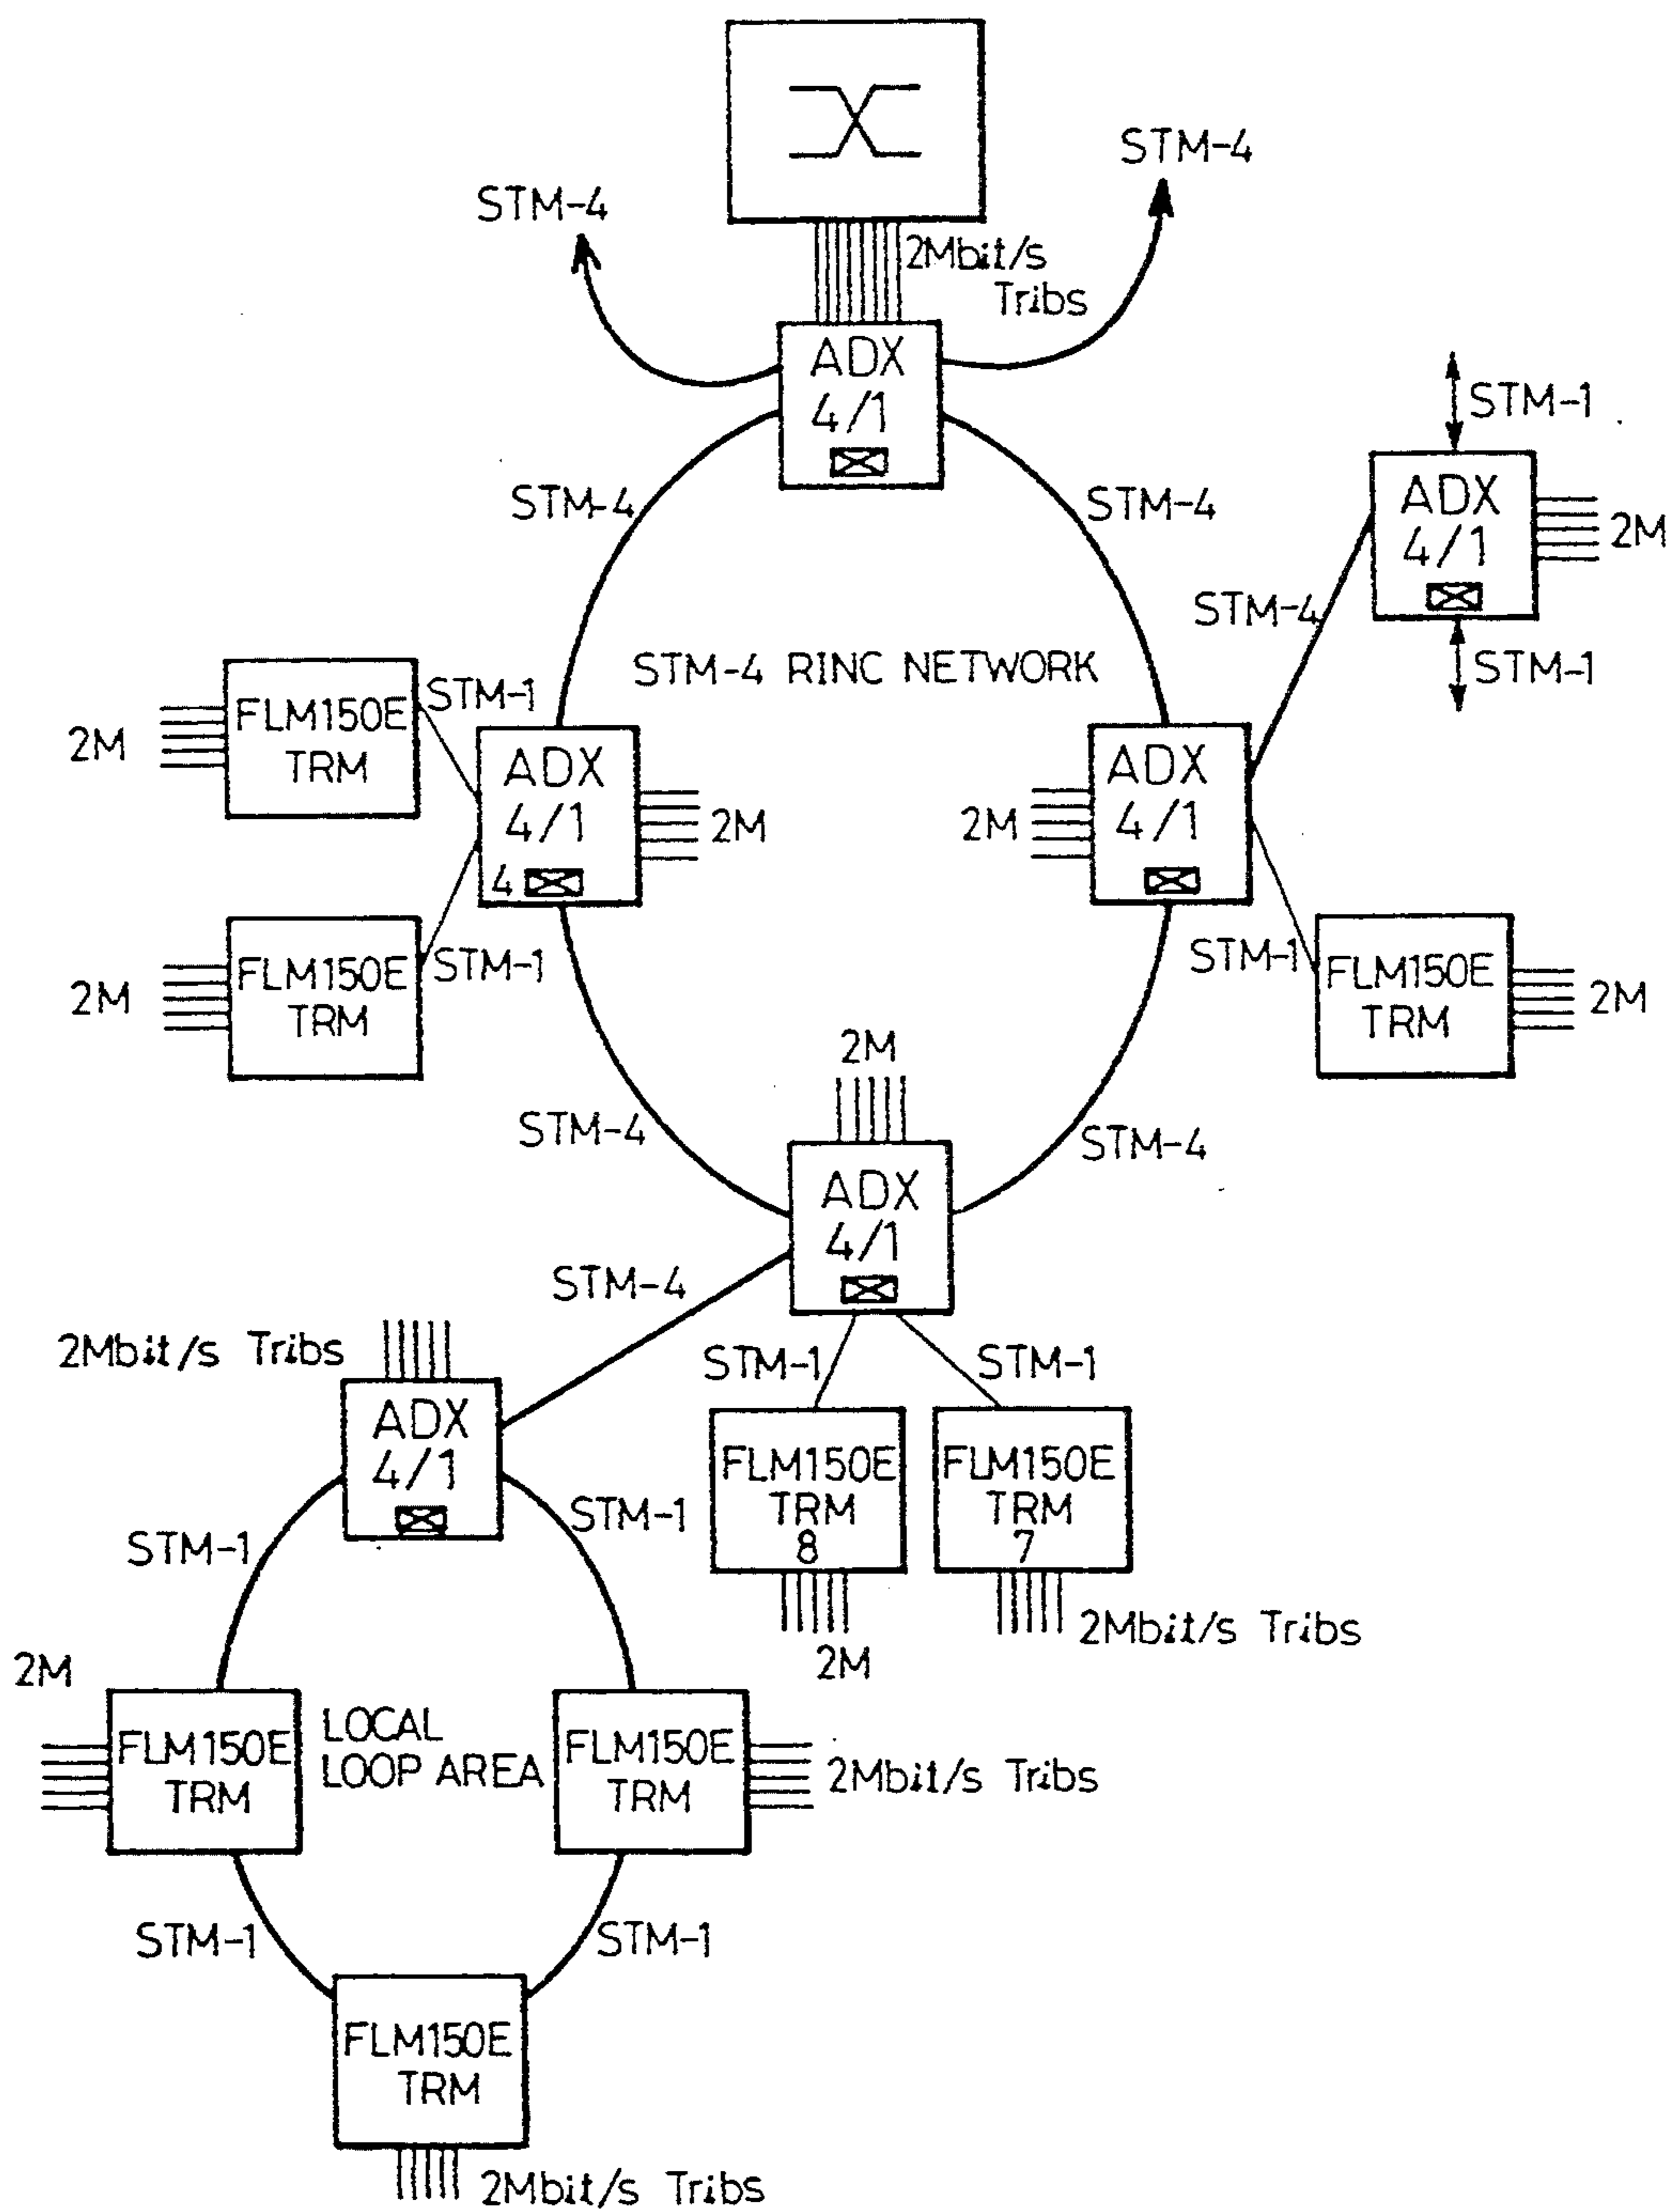 STM-4
STM-4
2Mbit/s
Tribs
ADX
4/1
STM-1
STM-4
STM-4
ADX
4/1
2M
STM-4
STM-1
STM-4 RINC NETWORK
FLM150E
TRM
2M
STM-1
ADX
4/1
4
2M
2M
ADX
4/1
FLM150E
TRM
2M
STM-1
STM-1
FLM150E
TRM
2M
2M
STM-4
STM-4
ADX
4/1
STM-4
2Mbit/s Tribs
ADX
4/1
STM-1
STM-1
FLM150E
TRM
8
FLM150E
TRM
7
STM-1
STM-1
2M
2Mbit/s Tribs
2M
FLM150E
TRM
LOCAL
LOOP AREA
FLM150E
TRM
2Mbit/s Tribs
STM-1
STM-1
FLM150E
TRM
2Mbit/s Tribs